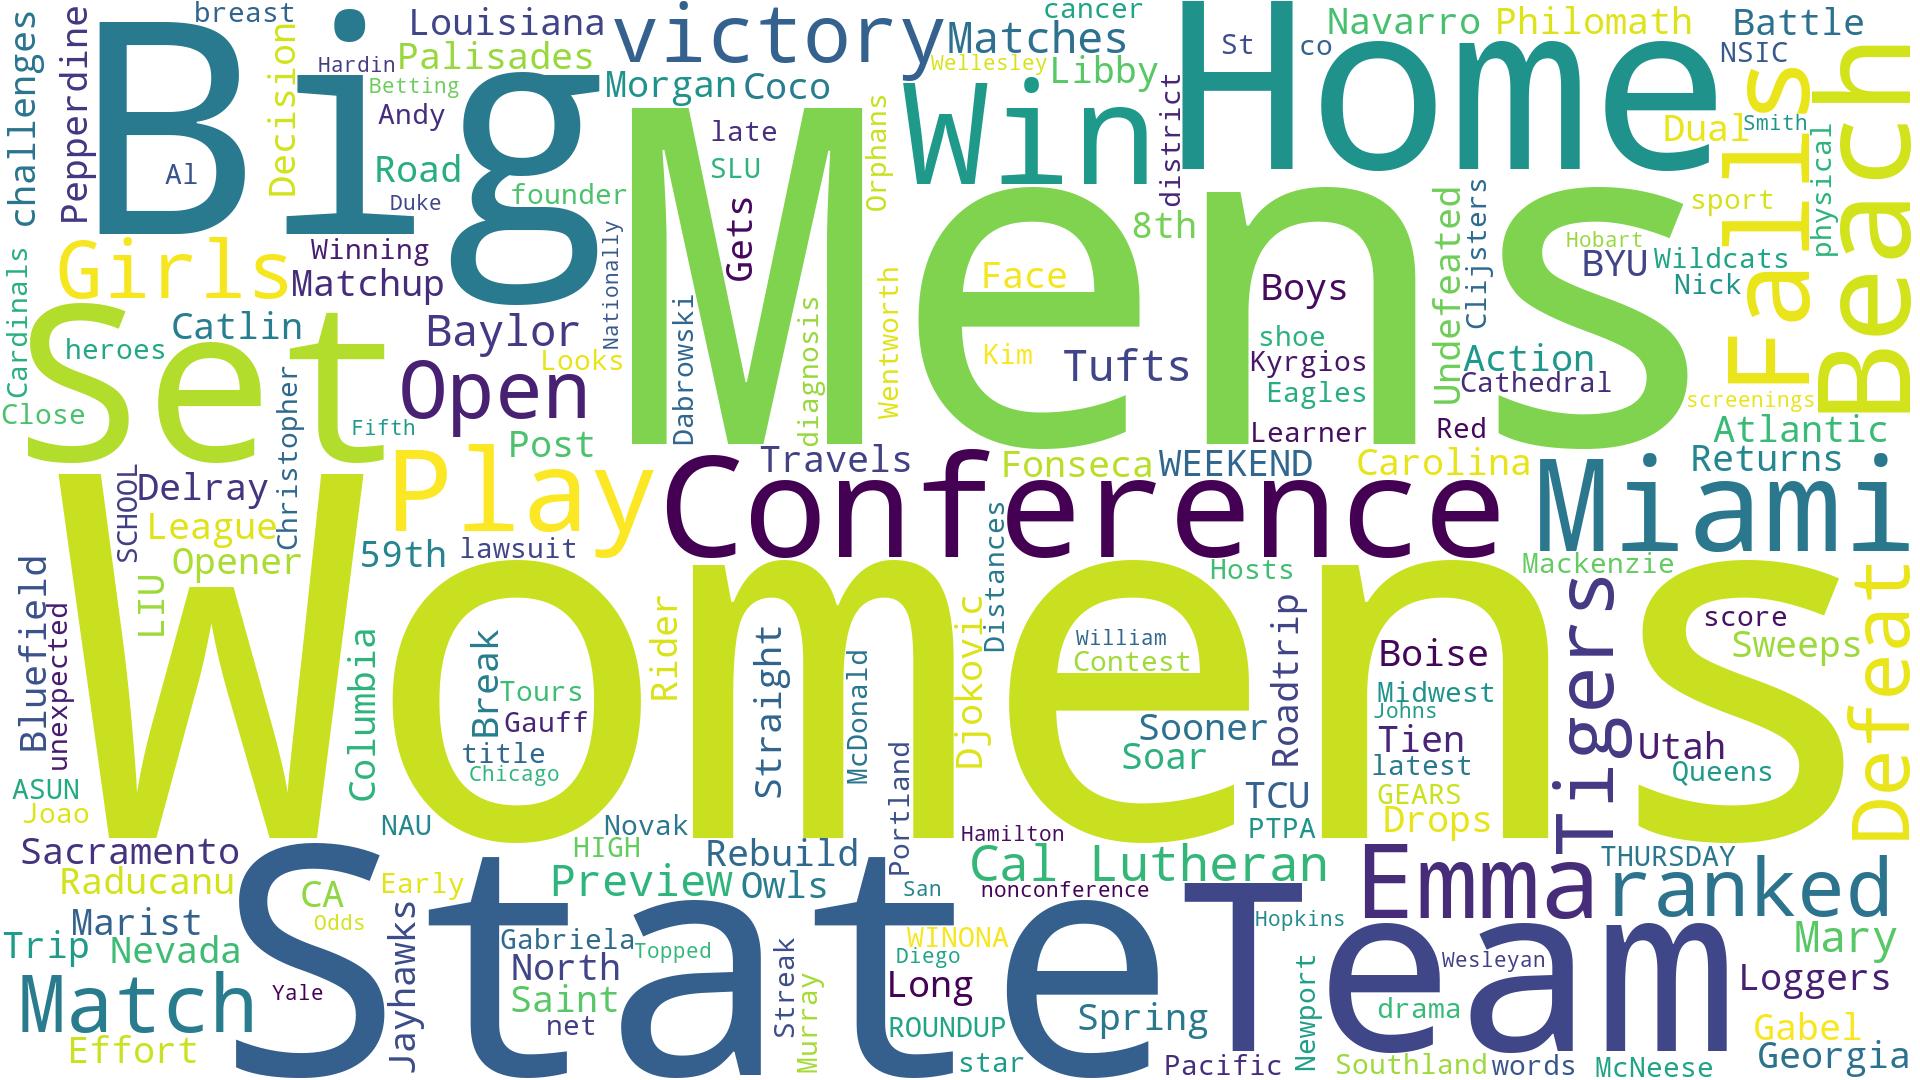 breast
Louisiana
victory
cancer
Matches
Home
Navarro
Philomath
Battle
challenges
Pepperdine
Big
Decision
Hardin
Palisades
Betting
Morgan
Coco
Wellesley
Libby
St
co
NSIC
Beach
Al
Andy
Road
Duke
founder
late
SLU
Gets
Orphans
Win
district
8th
Dual
Smith
Falls
physical
sport
Girls
Winning
Matchup
Nationally
Mens
Face
Boys
Undefeated
Clijsters
Hobart
BYU
Wildcats
Nick
Cardinals
Set
Catlin
heroes
Baylor
Looks
Dabrowski
diagnosis
Wentworth
Kim
Tufts
shoe
Kyrgios
Eagles
Action
Cathedral
screenings
Close
Christopher
Fifth
Open
Post
Learner
Red
Atlantic
SCHOOL
Delray
League
Opener
Play
Travels
Conference
Fonseca
WEEKEND
Carolina
Returns
Miami
59th
lawsuit
Distances
Hosts
Mackenzie
Bluefield
unexpected
LIU
Womens
Columbia
Break
Tours
Gauff
title
Chicago
Rider
Straight
McDonald
Djokovic
William
Contest
Sooner
Soar
Roadtrip
Boise
Midwest
Johns
Tien
latest
Tigers
score
Sweeps
Utah
Queens
Defeat
ASUN
Joao
NAU
Novak
Portland
Hamilton
TCU
PTPA
GEARS
Drops
Sacramento
Raducanu
HIGH
Rebuild
Preview
Owls
San
Cal Lutheran
nonconference
Emma
THURSDAY
ranked
Marist
CA
Odds
Early
Trip
Nevada
State
Jayhawks
Gabriela
Topped
North
Saint
net
Streak
Murray
WINONA
Diego
Long
ROUNDUP
star
Team
Hopkins
Spring
Newport
Wesleyan
drama
Mary
Loggers
Match
Yale
Effort
Pacific
Southland
words
McNeese
Gabel
Georgia